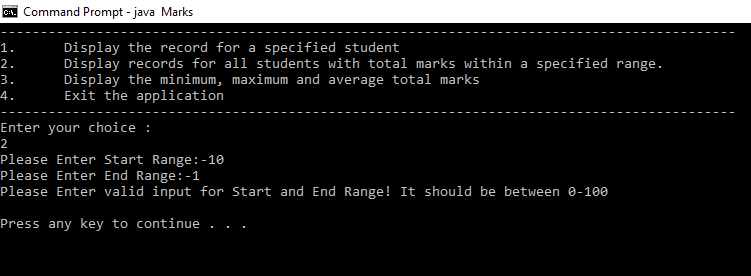 Command Prompt - java  Marks
--------------------------------------------------------------------------------------------
1.      Display the record for a specified student
2.      Display records for all students with total marks within a specified range.
3.      Display the minimum, maximum and average total marks
4.      Exit the application
--------------------------------------------------------------------------------------------
Enter your choice :
2
Please Enter Start Range:-10
Please Enter End Range:-1
Please Enter valid input for Start and End Range! It should be between 0-100
Press any key to continue . . .